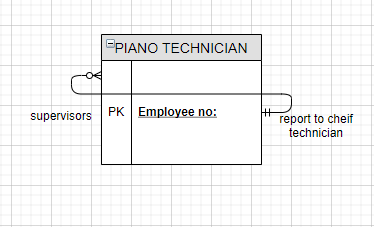 PIANO TECHNICIAN
supervisors
PK
Employee no:
report to cheif
technician